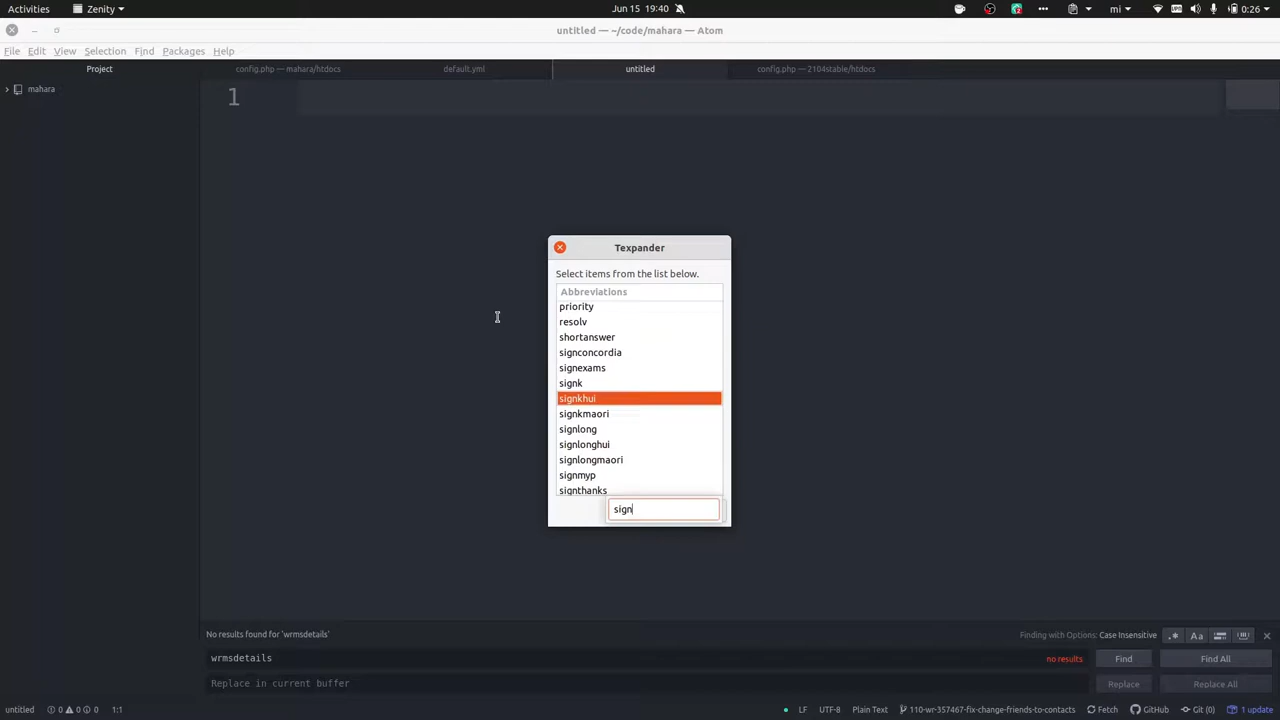 Activities
Zenity
Jun 15 19:40
mi
0:26
untitled — ~/code/mahara — Atom
File Edit View Selection Find Packages Help
Project
config.php — mahara/htdocs
default.yml
untitled
config.php — 2104stable/htdocs
mahara
1
Texpander
Select items from the list below.
Abbreviations
priority
resolv
shortanswer
signconcordia
signexams
signk
signkhui
signkmaori
signlong
signlonghui
signlongmaori
signmyp
signthanks
sign
No results found for 'wrmsdetails'
Finding with Options: Case Insensitive
.*
Aa
wrmsdetails
no results
Find
Find All
Replace in current buffer
Replace
Replace All
untitled
0 0 0
1:1
LF
UTF-8
Plain Text
110-wr-357467-fix-change-friends-to-contacts
Fetch
GitHub
Git (0)
1 update